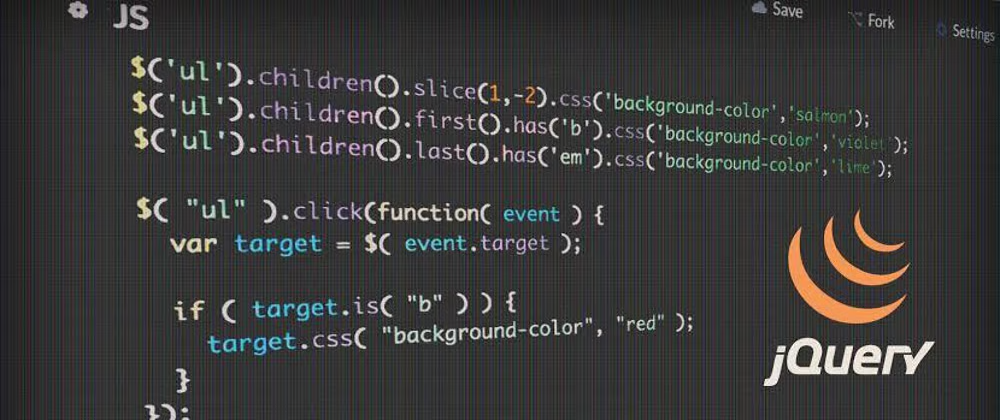 JS
Save
Fork
Settings
$('ul').children().slice(1,-2).css('background-color','salmon');
$('ul').children().first().has('b').css('background-color','violet');
$('ul').children().last().has('em').css('background-color','lime');
$( "ul" ).click(function( event ) {
var target = $( event.target );
if ( target.is( "b" ) ) {
target.css( "background-color", "red" );
}
});
jQuery